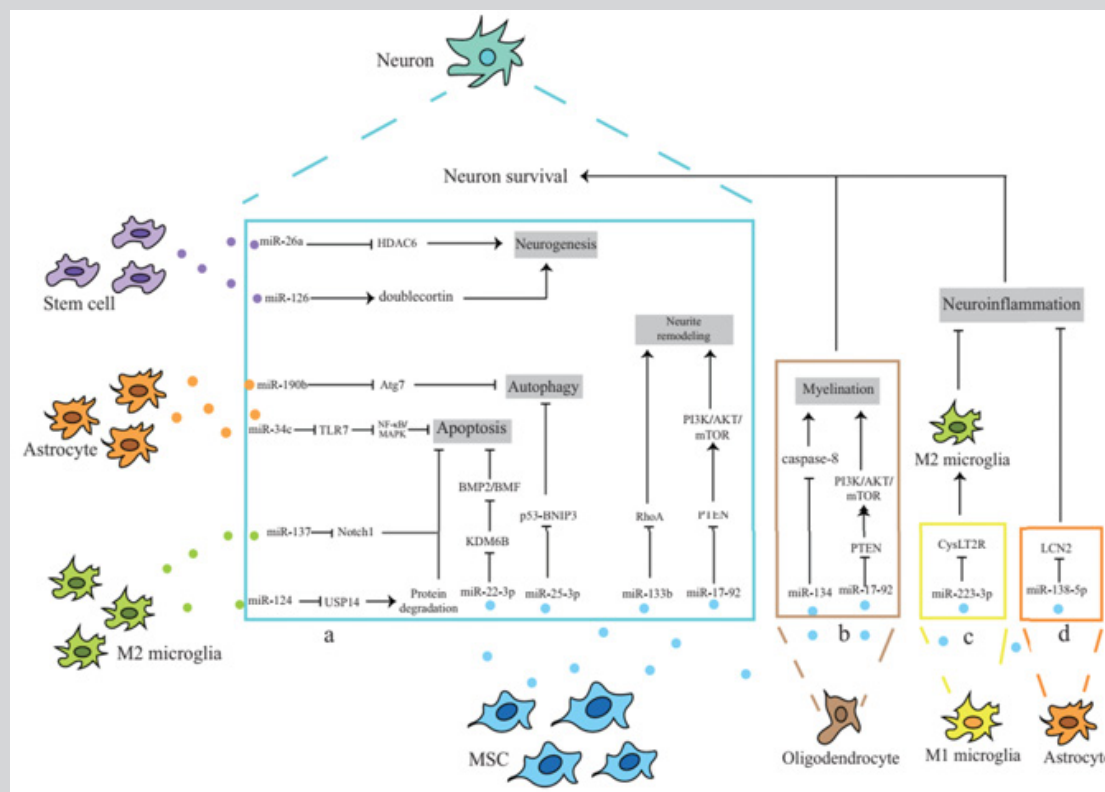 Neuron
Neuron survival
miR-26a
HDAC6
Neurogenesis
Stem cell
miR-126
doublecortin
Neuroinflammation
Neurite
remodeling
miR-190b
Atg7
Autophagy
Myelination
Astrocyte
miR-34c
TLR7
NF-κB/
MAPK
Apoptosis
PI3K/AKT/
mTOR
caspase-8
M2 microglia
BMP2/BMF
PI3K/AKT/
mTOR
p53-BNIP3
RhoA
PTEN
miR-137
Notch1
KDM6B
PTEN
CysLT2R
LCN2
miR-124
USP14
Protein
degradation
miR-22-3p
miR-25-3p
miR-133b
miR-17-92
miR-134
miR-17-92
miR-223-3p
miR-138-5p
a
b
c
d
M2 microglia
MSC
Oligodendrocyte
M1 microglia
Astrocyte